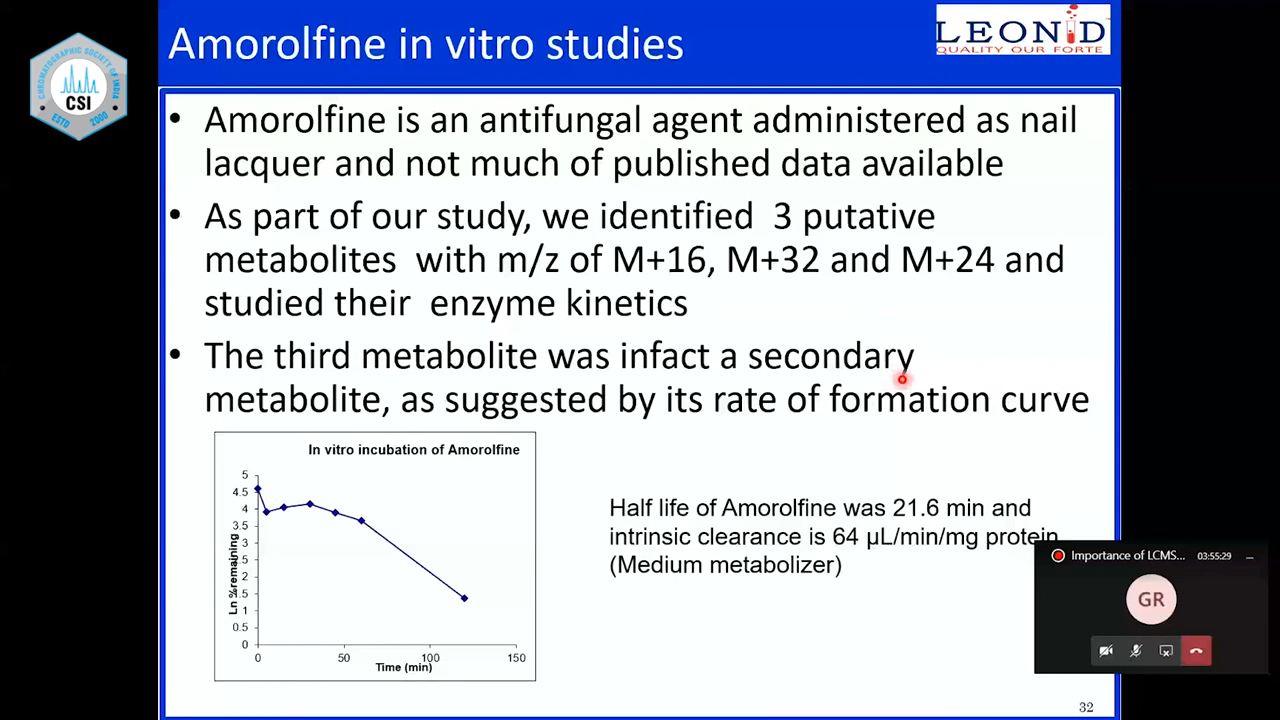 Amorolfine in vitro studies
LEONiD
QUALITY OUR FORTE
CHROMATOGRAPHIC SOCIETY OF INDIA
CSI
ESTD 2000
• Amorolfine is an antifungal agent administered as nail
lacquer and not much of published data available
• As part of our study, we identified 3 putative
metabolites with m/z of M+16, M+32 and M+24 and
studied their enzyme kinetics
• The third metabolite was infact a secondary
metabolite, as suggested by its rate of formation curve
In vitro incubation of Amorolfine
Ln %remaining
5
4.5
4
3.5
3
2.5
2
1.5
1
0.5
0
0 50 100 150
Time (min)
Half life of Amorolfine was 21.6 min and
intrinsic clearance is 64 µL/min/mg protein
(Medium metabolizer)
Importance of LCMS... 03:55:29
GR
32